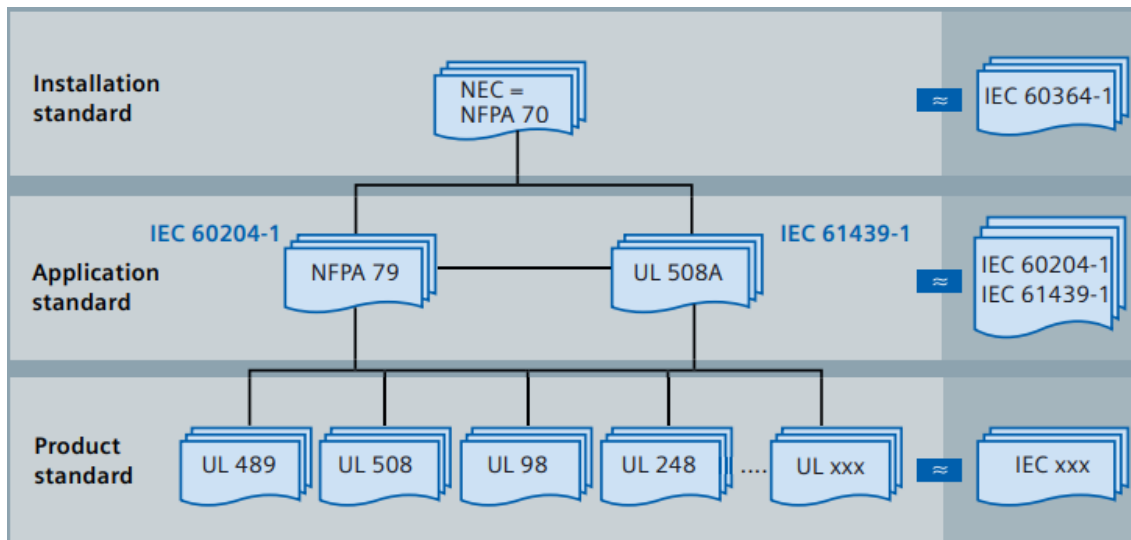 Installation
standard
NEC =
NFPA 70
≈
IEC 60364-1
IEC 60204-1
IEC 61439-1
Application
standard
NFPA 79
UL 508A
≈
IEC 60204-1
IEC 61439-1
Product
standard
UL 489
UL 508
UL 98
UL 248
....
UL xxx
≈
IEC xxx